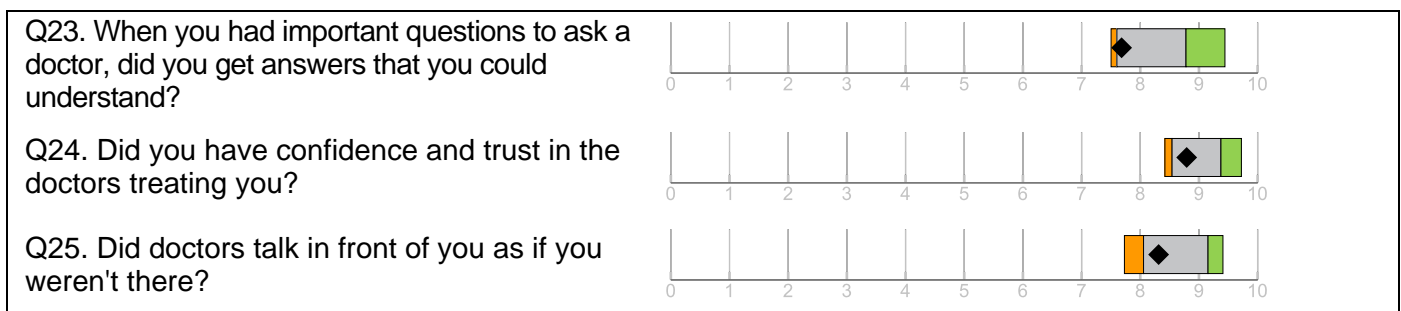 Q23. When you had important questions to ask a
doctor, did you get answers that you could
understand?
0 1 2 3 4 5 6 7 8 9 10
Q24. Did you have confidence and trust in the
doctors treating you?
0 1 2 3 4 5 6 7 8 9 10
Q25. Did doctors talk in front of you as if you
weren't there?
0 1 2 3 4 5 6 7 8 9 10